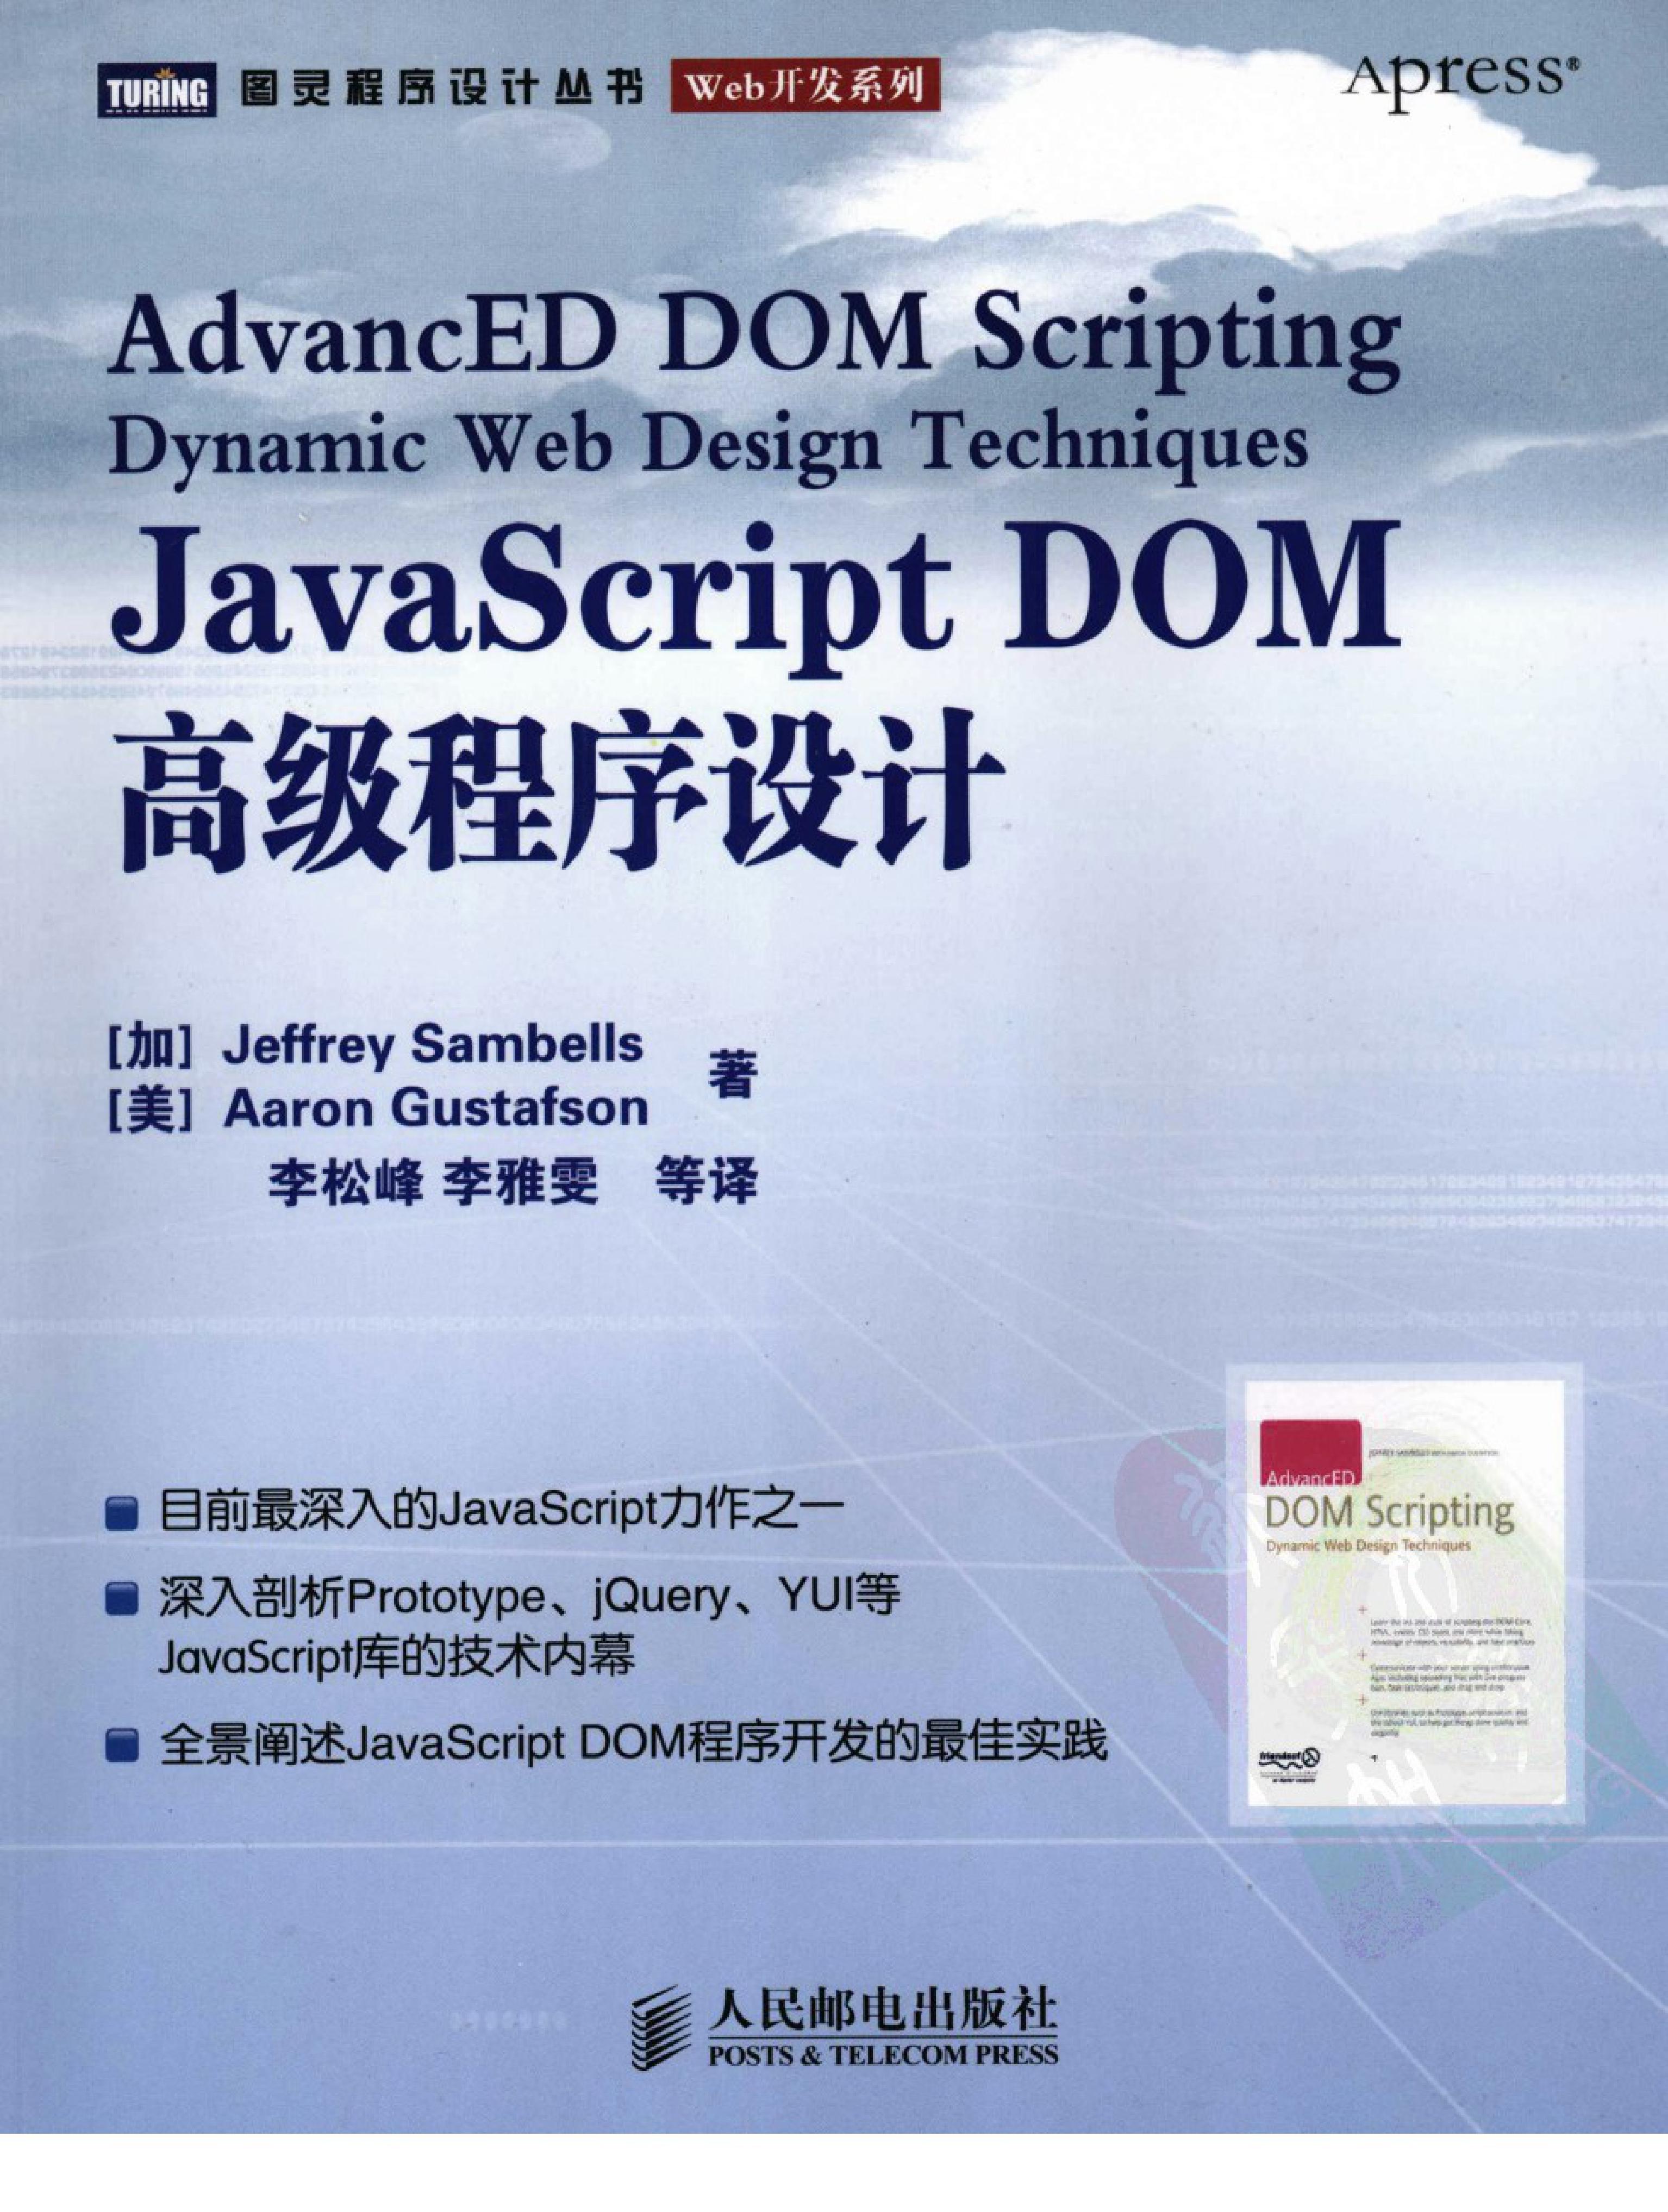 TURING 图灵程序设计丛书 Web开发系列 Apress®
AdvancED DOM Scripting
Dynamic Web Design Techniques
JavaScript DOM
高级程序设计
[加] Jeffrey Sambells
著
[美] Aaron Gustafson
李松峰 李雅雯 等译
目前最深入的JavaScript力作之一
深入剖析Prototype、jQuery、YUI等
JavaScript库的技术内幕
全景阐述JavaScript DOM程序开发的最佳实践
AdvancED
DOM Scripting
Dynamic Web Design Techniques
人民邮电出版社
POSTS & TELECOM PRESS